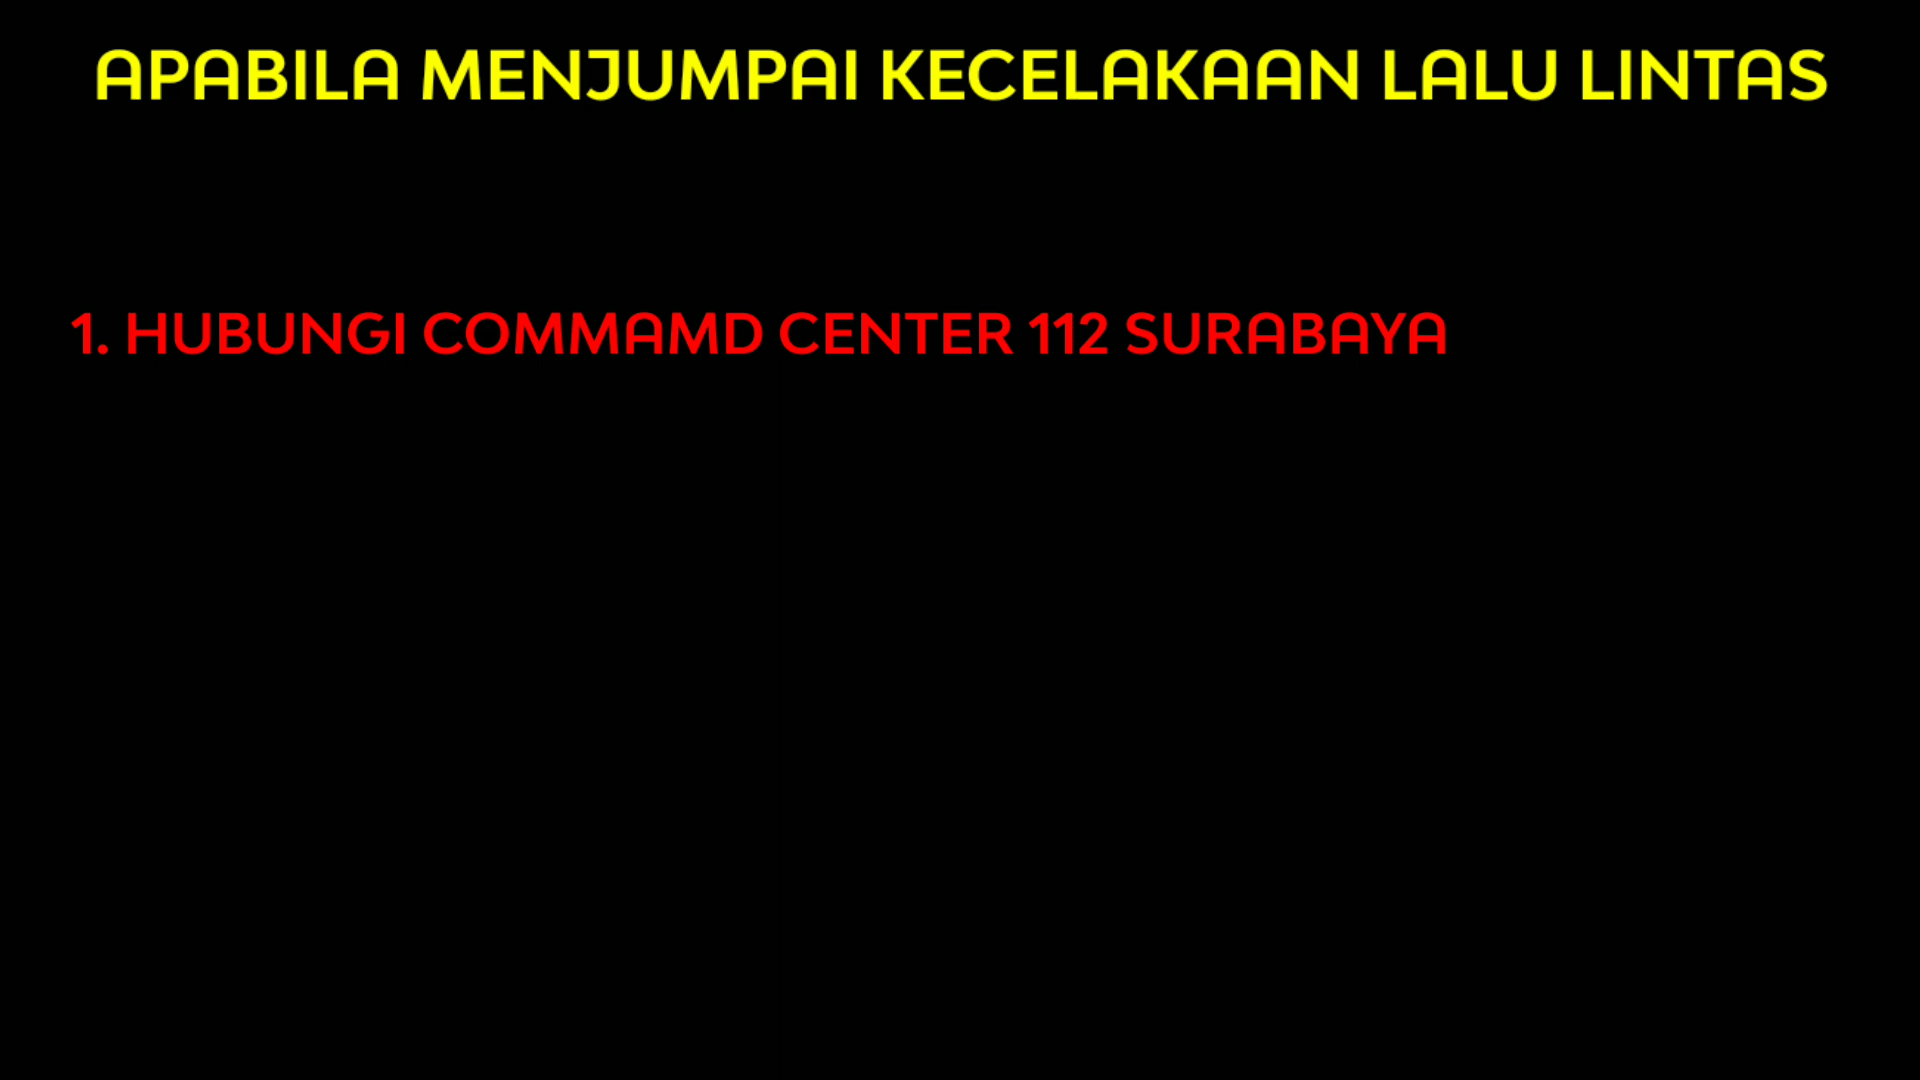 APABILA MENJUMPAI KECELAKAAN LALU LINTAS
1. HUBUNGI COMMAMD CENTER 112 SURABAYA